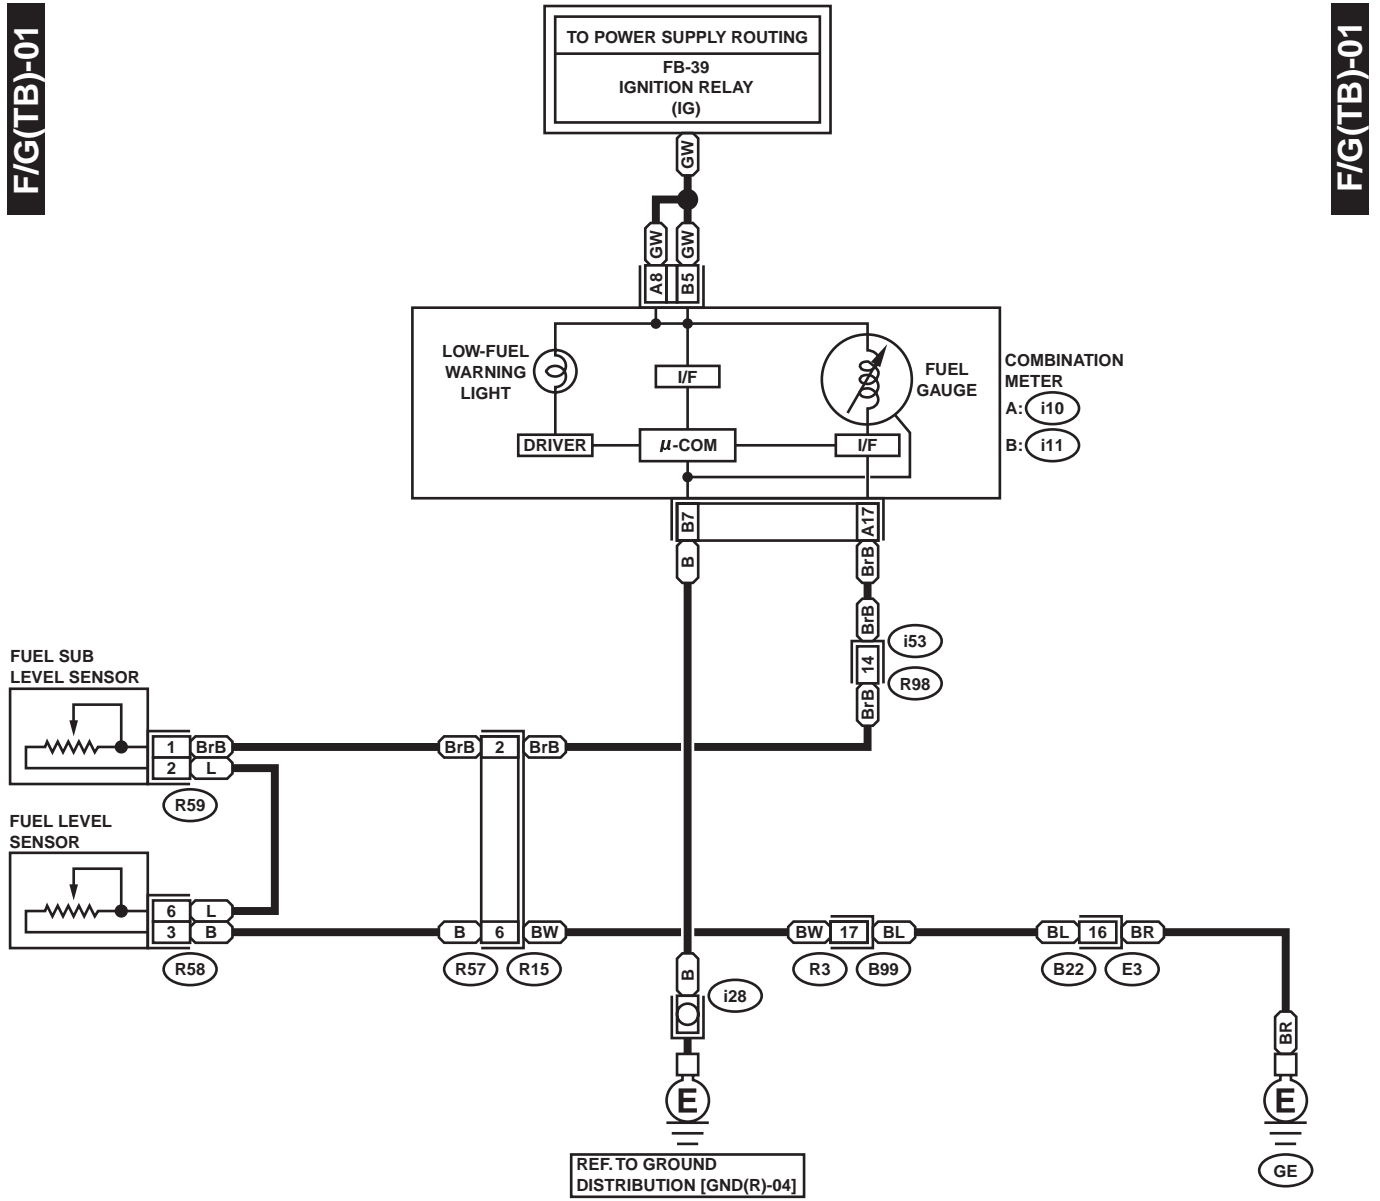 F/G(TB)-01
F/G(TB)-01
TO POWER SUPPLY ROUTING
FB-39
IGNITION RELAY
(IG)
GW
GW
GW
A8
B5
LOW-FUEL
WARNING
LIGHT
I/F
FUEL
GAUGE
COMBINATION
METER
A: i10
B: i11
DRIVER
μ-COM
I/F
B7
A17
B
BrB
BrB
i53
14
R98
BrB
FUEL SUB
LEVEL SENSOR
1 BrB
BrB 2 BrB
2 L
R59
FUEL LEVEL
SENSOR
6 L
3 B
B 6 BW
BW 17 BL
BL 16 BR
R58
R57 R15
R3 B99
B22 E3
B
i28
BR
E
E
REF. TO GROUND
DISTRIBUTION [GND(R)-04]
GE